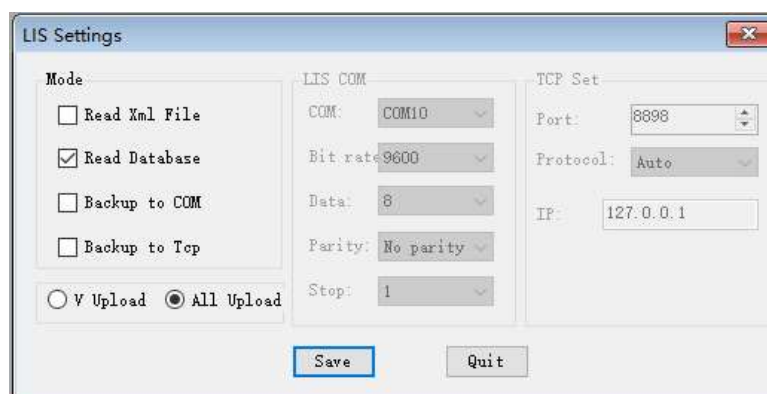 LIS Settings
Mode
Read Xml File
Read Database
Backup to COM
Backup to Tcp
V Upload All Upload
LIS COM
COM: COM10
Bit rate 9600
Data: 8
Parity: No parity
Stop: 1
TCP Set
Port: 8898
Protocol: Auto
IP: 127.0.0.1
Save Quit